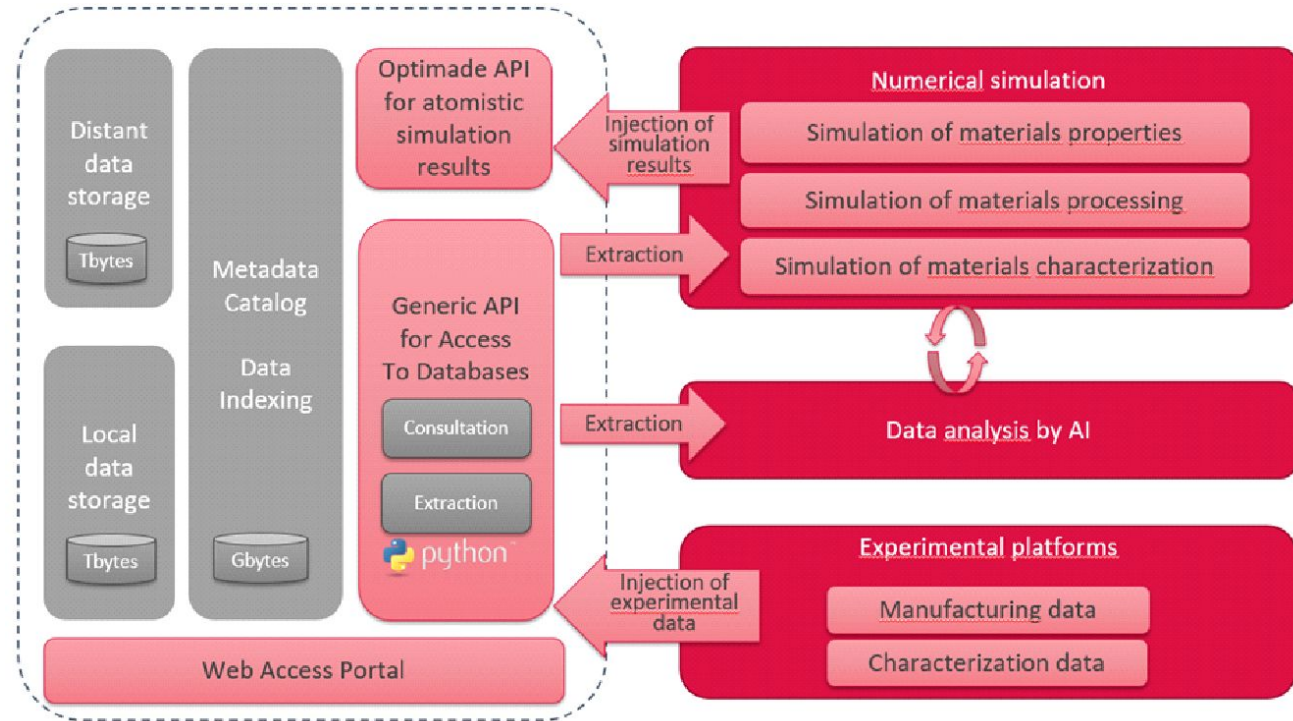 Distant
data
storage
Tbytes
Local
data
storage
Tbytes
Metadata
Catalog
Data
Indexing
Gbytes
Optimade API
for atomistic
simulation
results
Generic API
for Access
To Databases
Consultation
Extraction
python™
Web Access Portal
Injection of
simulation
results
Extraction
Extraction
Injection of
experimental
data
Numerical simulation
Simulation of materials properties
Simulation of materials processing
Simulation of materials characterization
Data analysis by AI
Experimental platforms
Manufacturing data
Characterization data